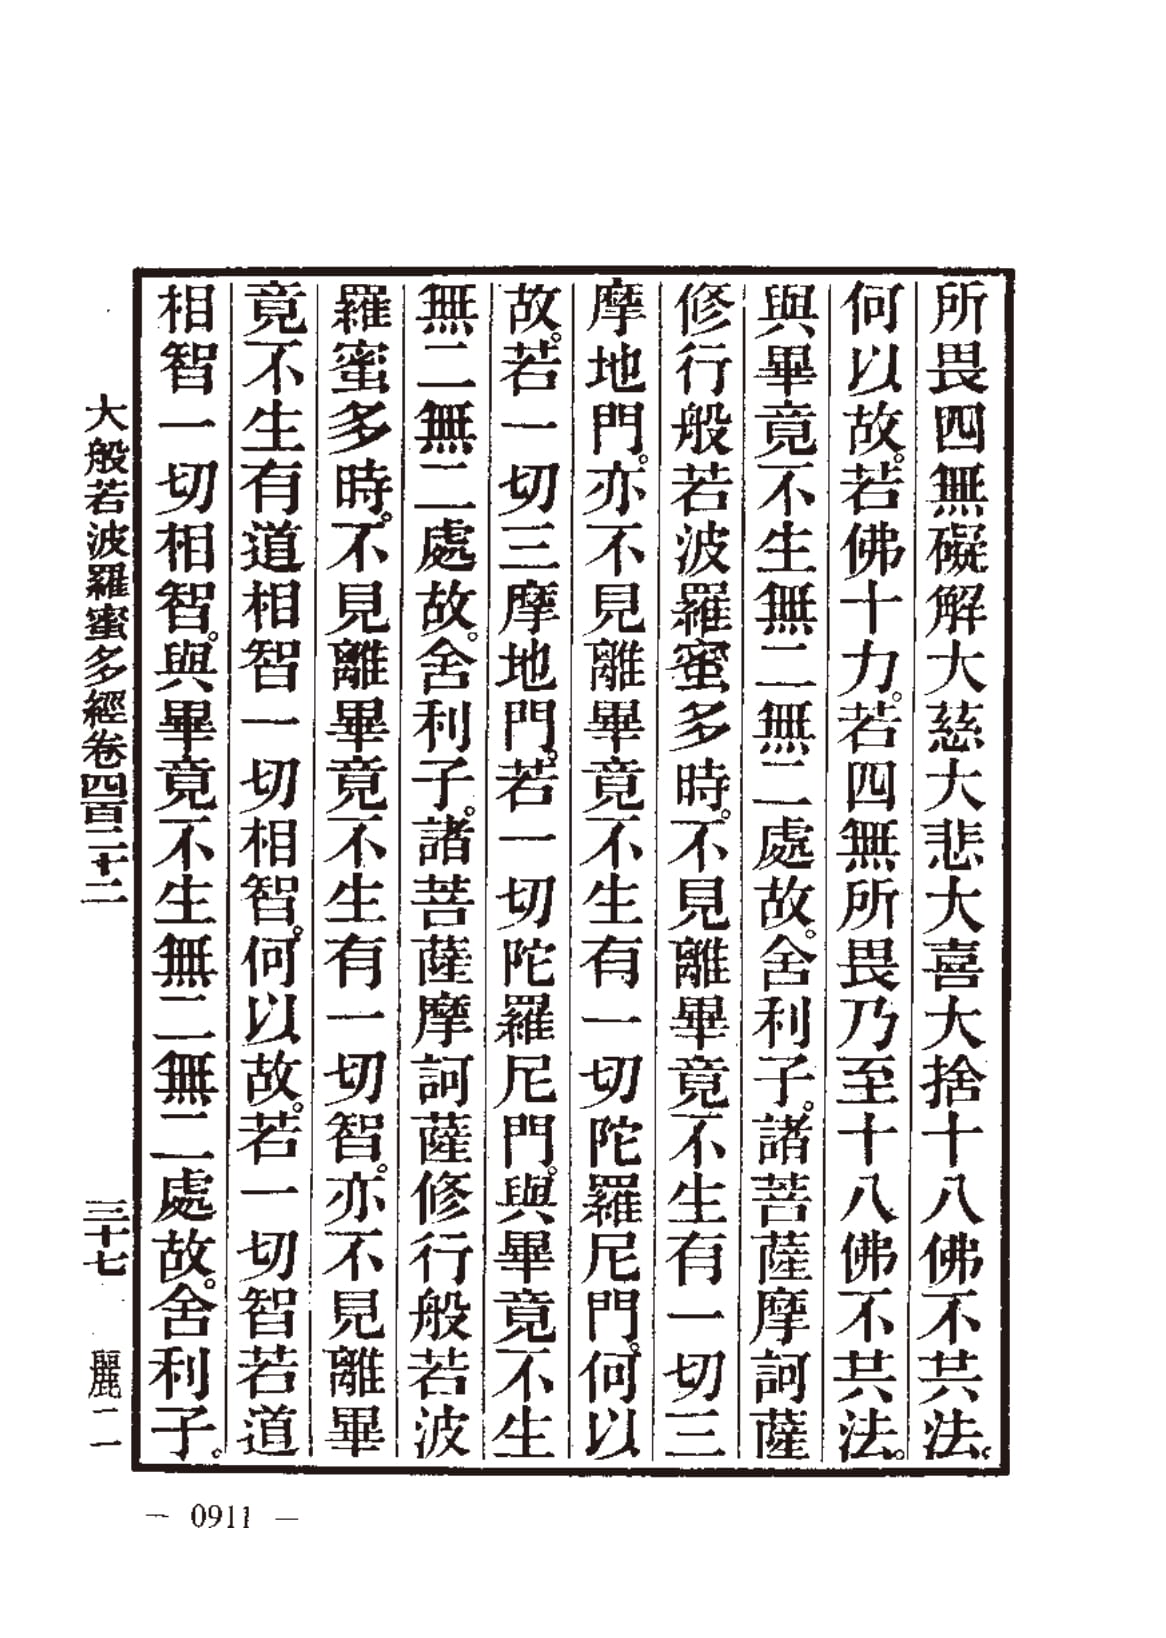 所畏四無礙解大慈大悲大喜大捨十八佛不共法。
何以故。若佛十力。若四無所畏乃至十八佛不共法。
與畢竟不生無二無二處故。舍利子。諸菩薩摩訶薩
修行般若波羅蜜多時。不見離畢竟不生有一切三
摩地門。亦不見離畢竟不生有一切陀羅尼門。何以
故。若一切三摩地門。若一切陀羅尼門。與畢竟不生
無二無二處故。舍利子。諸菩薩摩訶薩修行般若波
羅蜜多時。不見離畢竟不生有一切智。亦不見離畢
竟不生有道相智一切相智。何以故。若一切智若道
相智一切相智。與畢竟不生無二無二處故。舍利子。
大般若波羅蜜多經卷四百二十二 三十七 麗二
— 0911 —